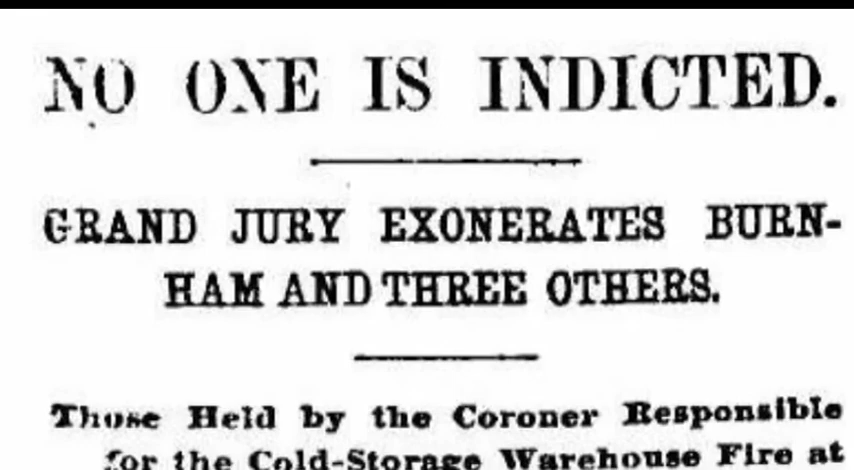 NO ONE IS INDICTED.
GRAND JURY EXONERATES BURN-
HAM AND THREE OTHERS.
Those Held by the Coroner Responsible
for the Cold-Storage Warehouse Fire at